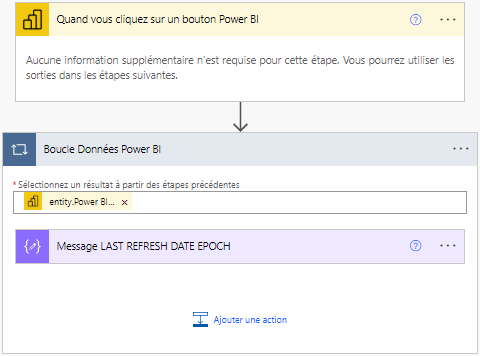 Quand vous cliquez sur un bouton Power BI
Aucune information supplémentaire n'est requise pour cette étape. Vous pourrez utiliser les
sorties dans les étapes suivantes.
Boucle Données Power BI
* Sélectionnez un résultat à partir des étapes précédentes
entity.Power BI... x
Message LAST REFRESH DATE EPOCH
Ajouter une action